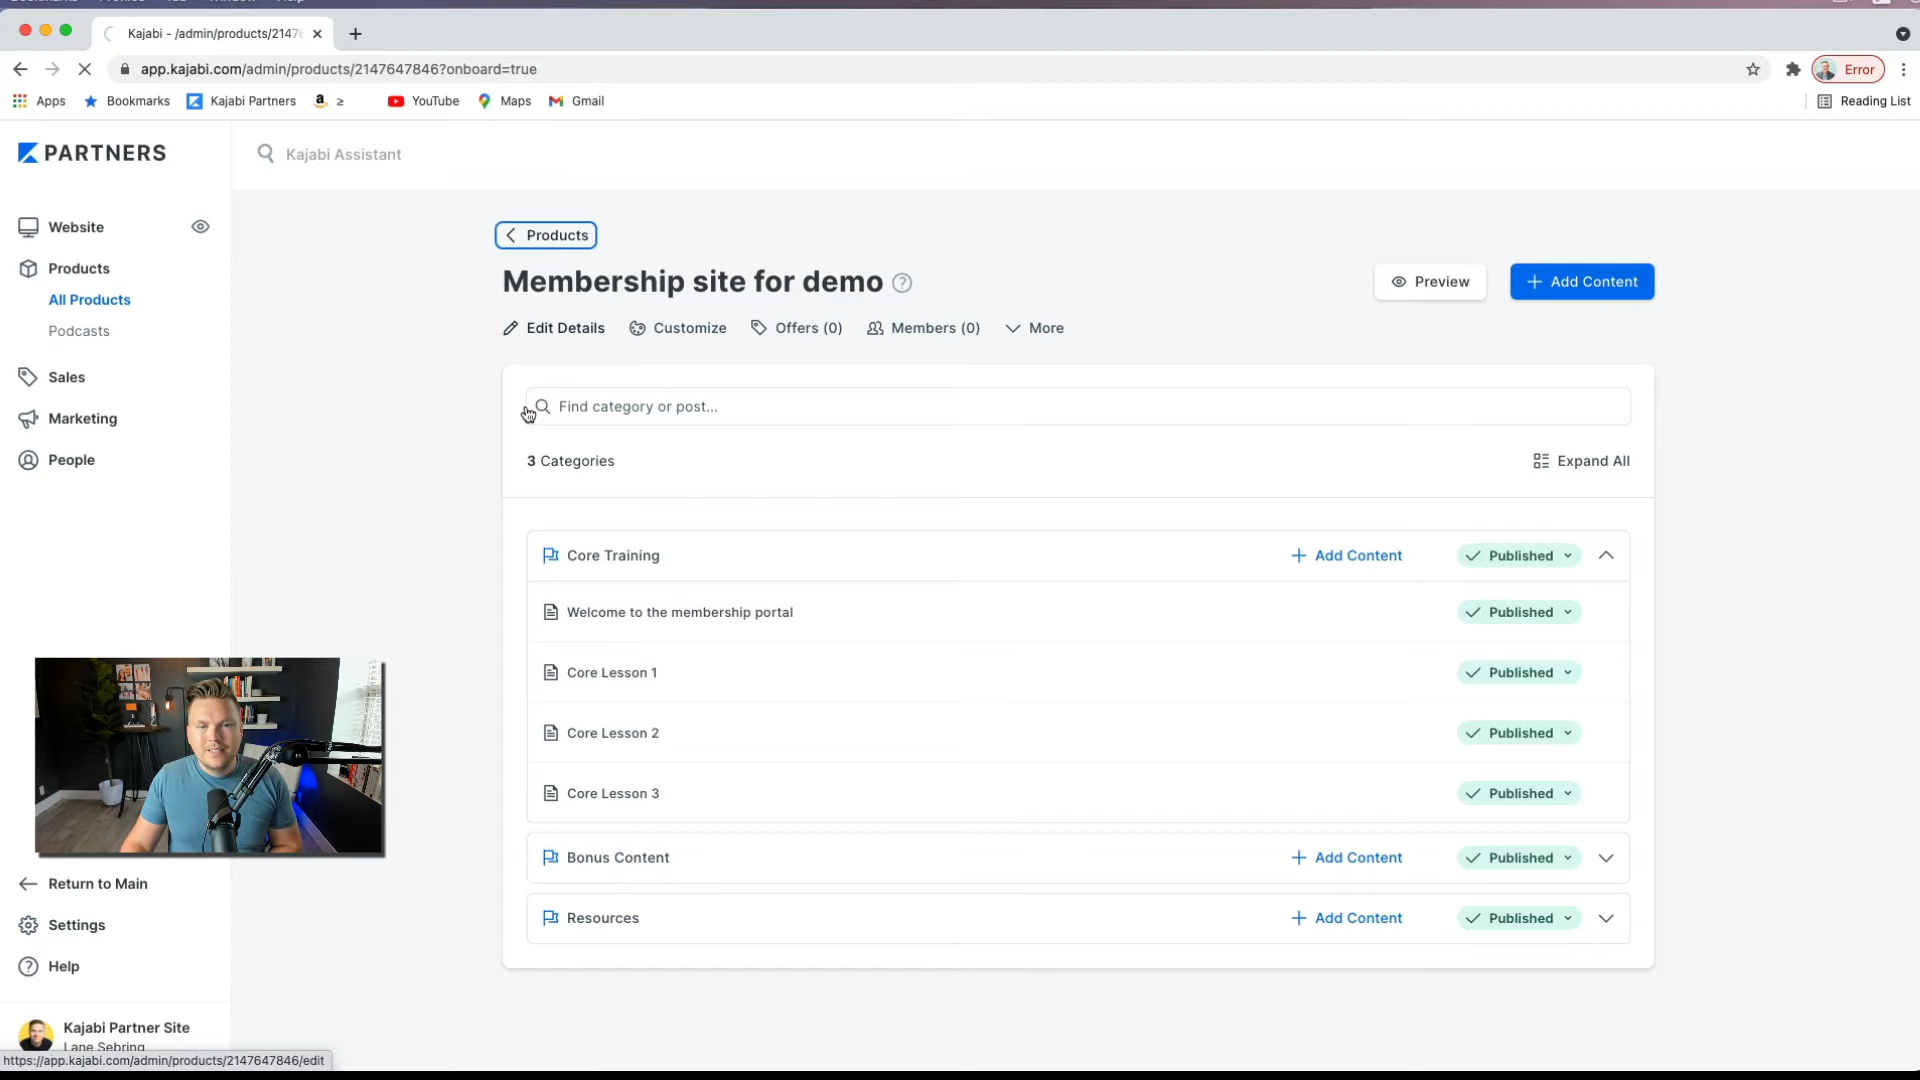 Kajabi - /admin/products/2147
app.kajabi.com/admin/products/2147647846?onboard=true
Error
Apps
Bookmarks
Kajabi Partners
≥
YouTube
Maps
Gmail
Reading List
PARTNERS
Kajabi Assistant
Website
Products
All Products
Podcasts
Sales
Marketing
People
Return to Main
Settings
Help
Kajabi Partner Site
Lane Sebring
https://app.kajabi.com/admin/products/2147647846/edit
Products
Membership site for demo
Preview
Add Content
Edit Details
Customize
Offers (0)
Members (0)
More
Find category or post...
3 Categories
Expand All
Core Training
Add Content
Published
Welcome to the membership portal
Published
Core Lesson 1
Published
Core Lesson 2
Published
Core Lesson 3
Published
Bonus Content
Add Content
Published
Resources
Add Content
Published